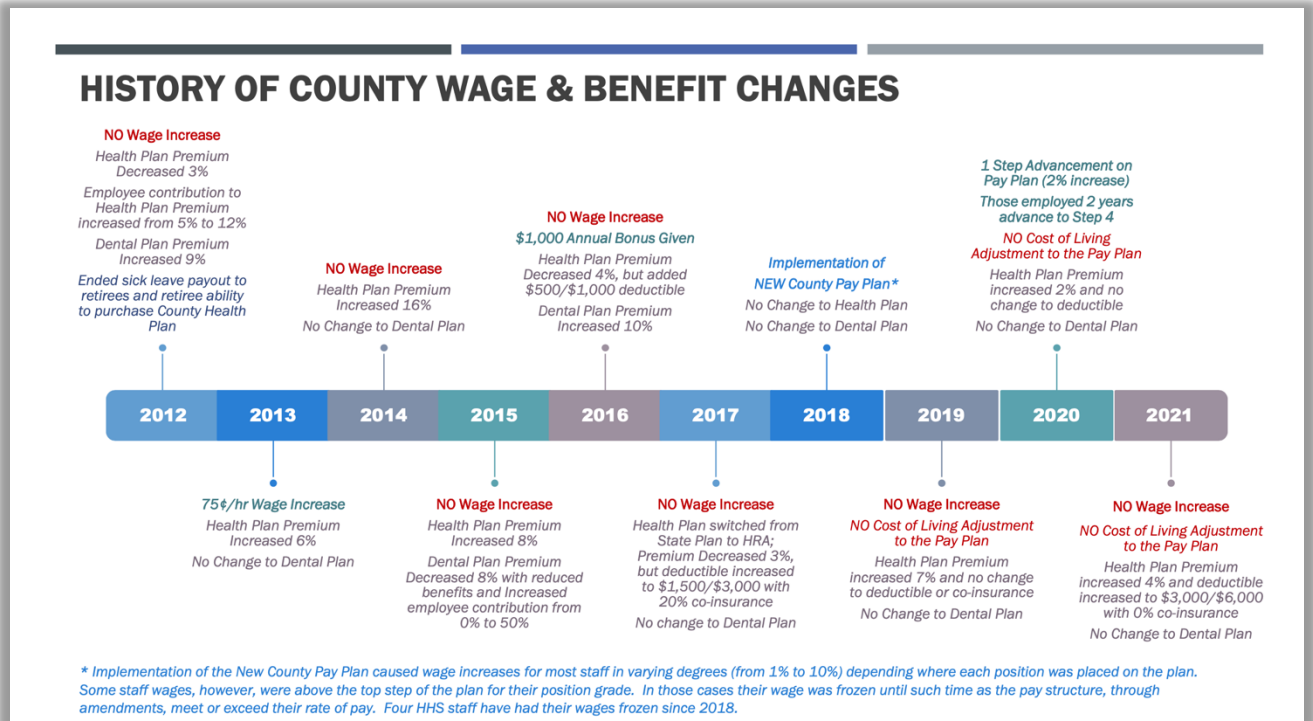 HISTORY OF COUNTY WAGE & BENEFIT CHANGES
NO Wage Increase
Health Plan Premium
Decreased 3%
Employee contribution to
Health Plan Premium
increased from 5% to 12%
Dental Plan Premium
Increased 9%
Ended sick leave payout to
retirees and retiree ability
to purchase County Health
Plan
NO Wage Increase
Health Plan Premium
Increased 16%
No Change to Dental Plan
NO Wage Increase
$1,000 Annual Bonus Given
Health Plan Premium
Decreased 4%, but added
$500/$1,000 deductible
Dental Plan Premium
Increased 10%
Implementation of
NEW County Pay Plan*
No Change to Health Plan
No Change to Dental Plan
1 Step Advancement on
Pay Plan (2% increase)
Those employed 2 years
advance to Step 4
NO Cost of Living
Adjustment to the Pay Plan
Health Plan Premium
increased 2% and no
change to deductible
No Change to Dental Plan
2012 2013 2014 2015 2016 2017 2018 2019 2020 2021
75¢/hr Wage Increase
Health Plan Premium
Increased 6%
No Change to Dental Plan
NO Wage Increase
Health Plan Premium
Increased 8%
Dental Plan Premium
Decreased 8% with reduced
benefits and Increased
employee contribution from
0% to 50%
NO Wage Increase
Health Plan switched from
State Plan to HRA;
Premium Decreased 3%,
but deductible increased
to $1,500/$3,000 with
20% co-insurance
No change to Dental Plan
NO Wage Increase
NO Cost of Living Adjustment
to the Pay Plan
Health Plan Premium
increased 7% and no change
to deductible or co-insurance
No Change to Dental Plan
NO Wage Increase
NO Cost of Living Adjustment
to the Pay Plan
Health Plan Premium
increased 4% and deductible
increased to $3,000/$6,000
with 0% co-insurance
No Change to Dental Plan
* Implementation of the New County Pay Plan caused wage increases for most staff in varying degrees (from 1% to 10%) depending where each position was placed on the plan.
Some staff wages, however, were above the top step of the plan for their position grade. In those cases their wage was frozen until such time as the pay structure, through
amendments, meet or exceed their rate of pay. Four HHS staff have had their wages frozen since 2018.